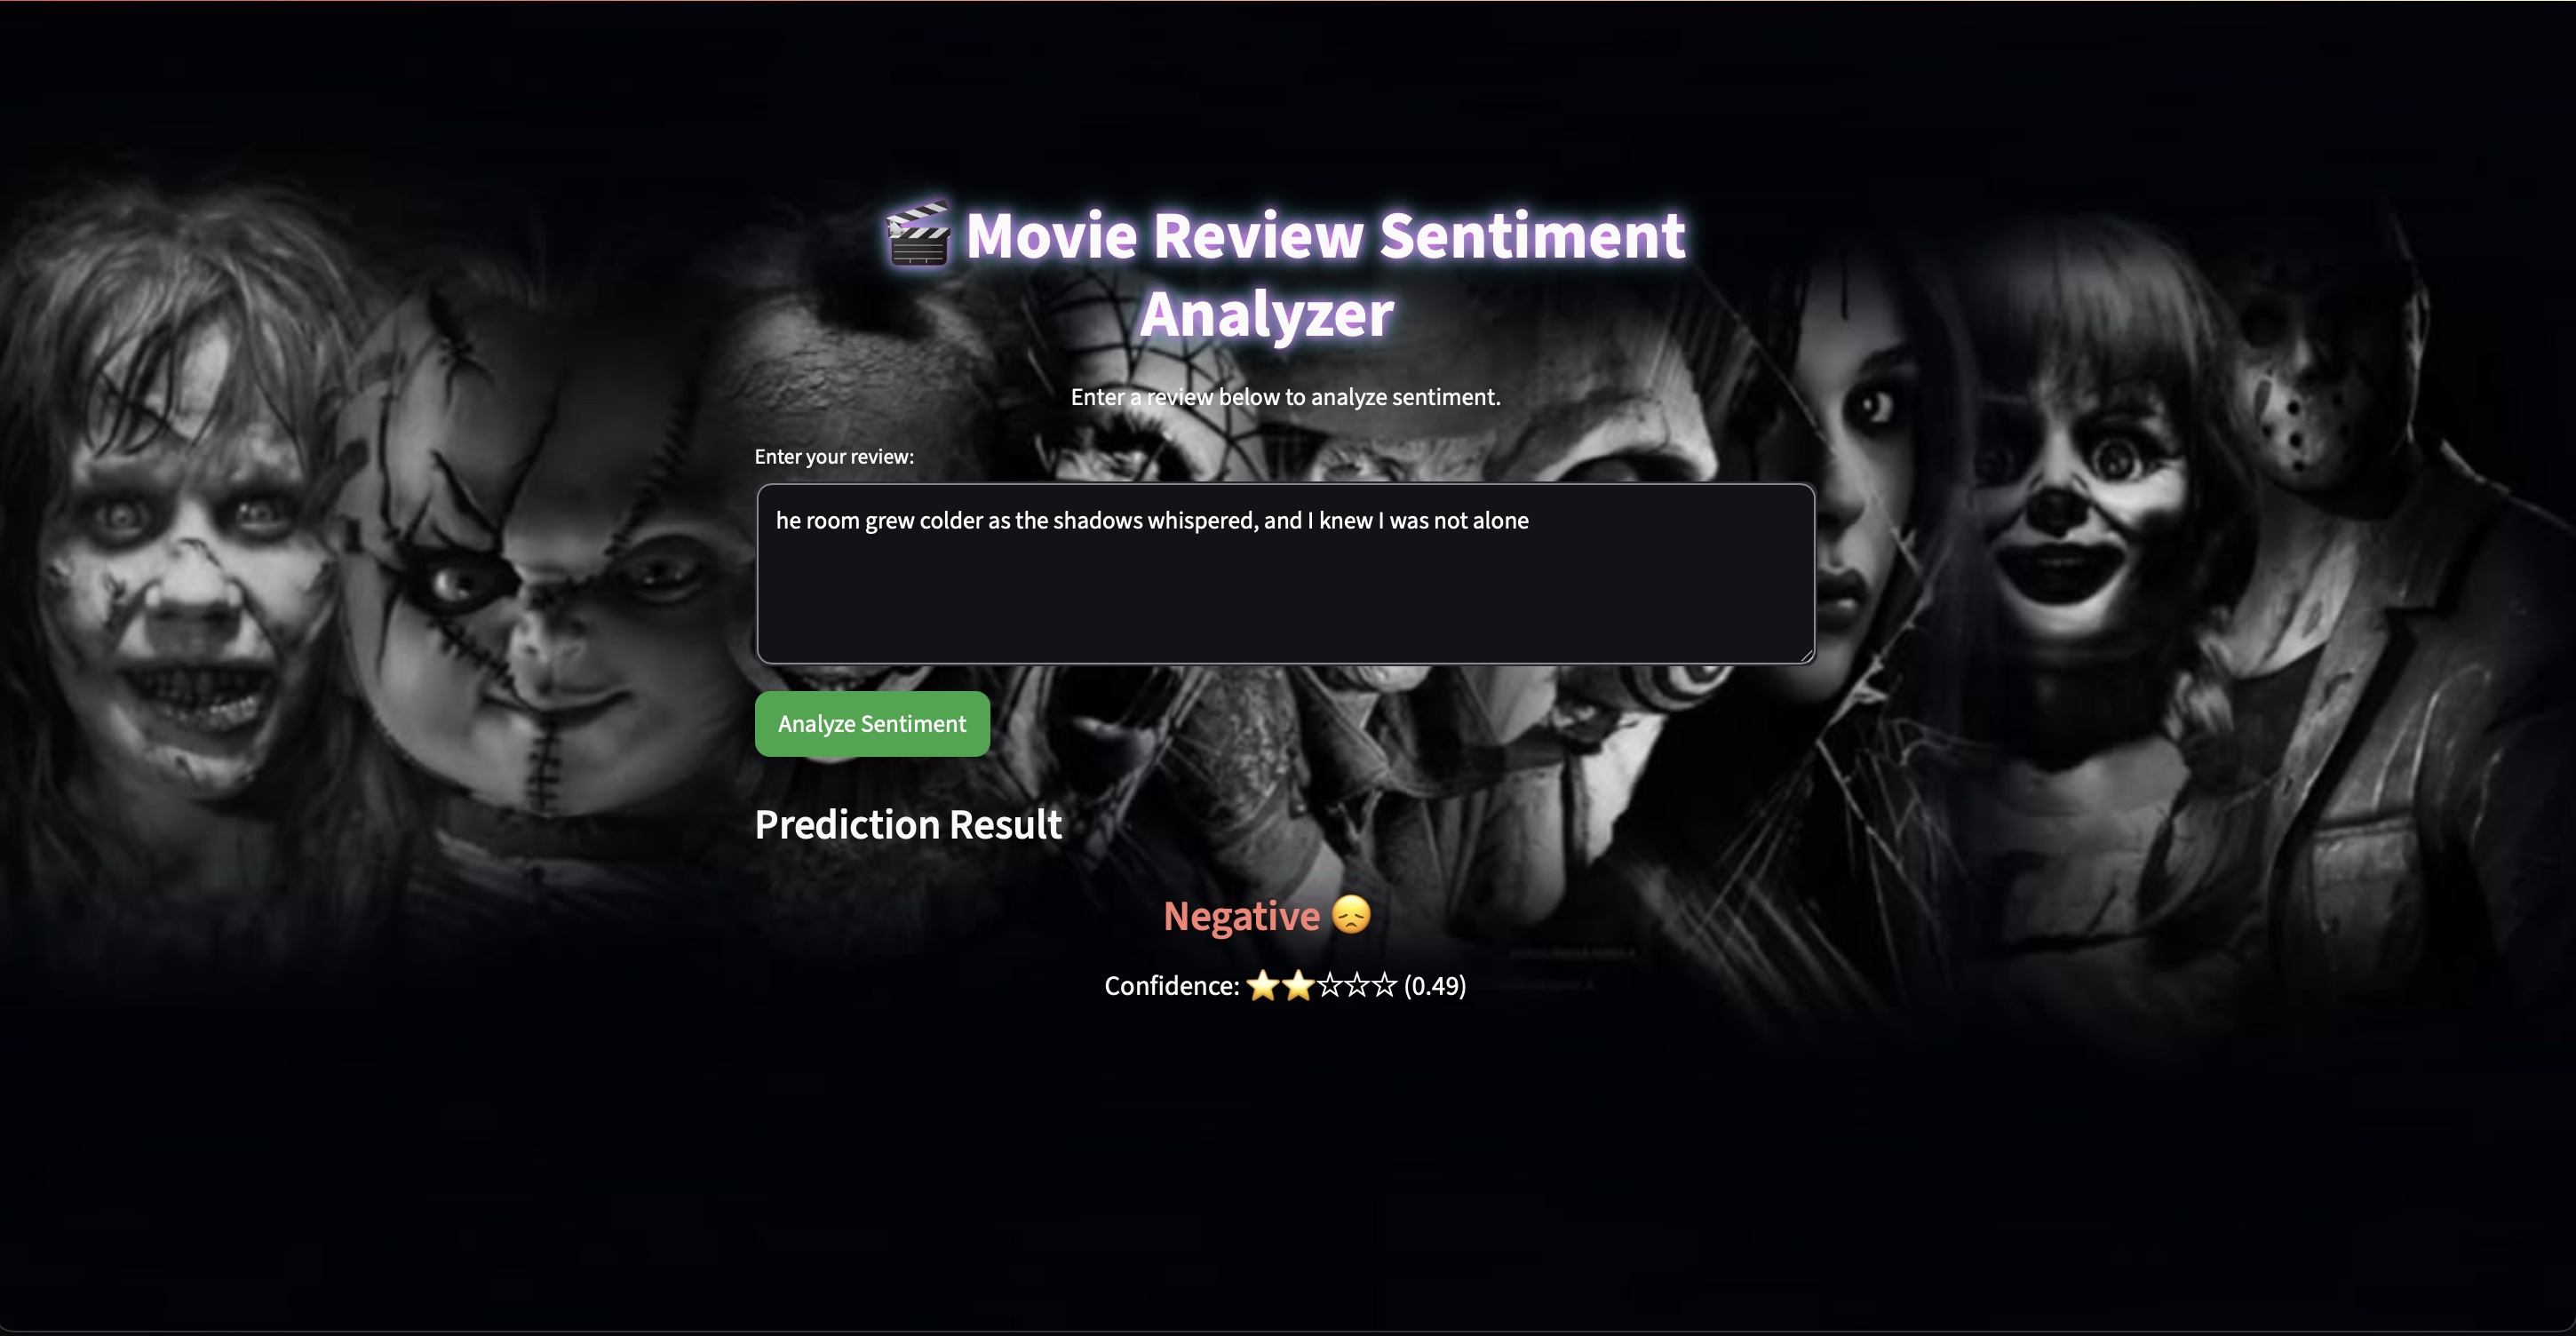 🎬 Movie Review Sentiment
Analyzer
Enter a review below to analyze sentiment.
Enter your review:
he room grew colder as the shadows whispered, and I knew I was not alone
Analyze Sentiment
Prediction Result
Negative 😞
Confidence: ⭐⭐☆☆☆ (0.49)